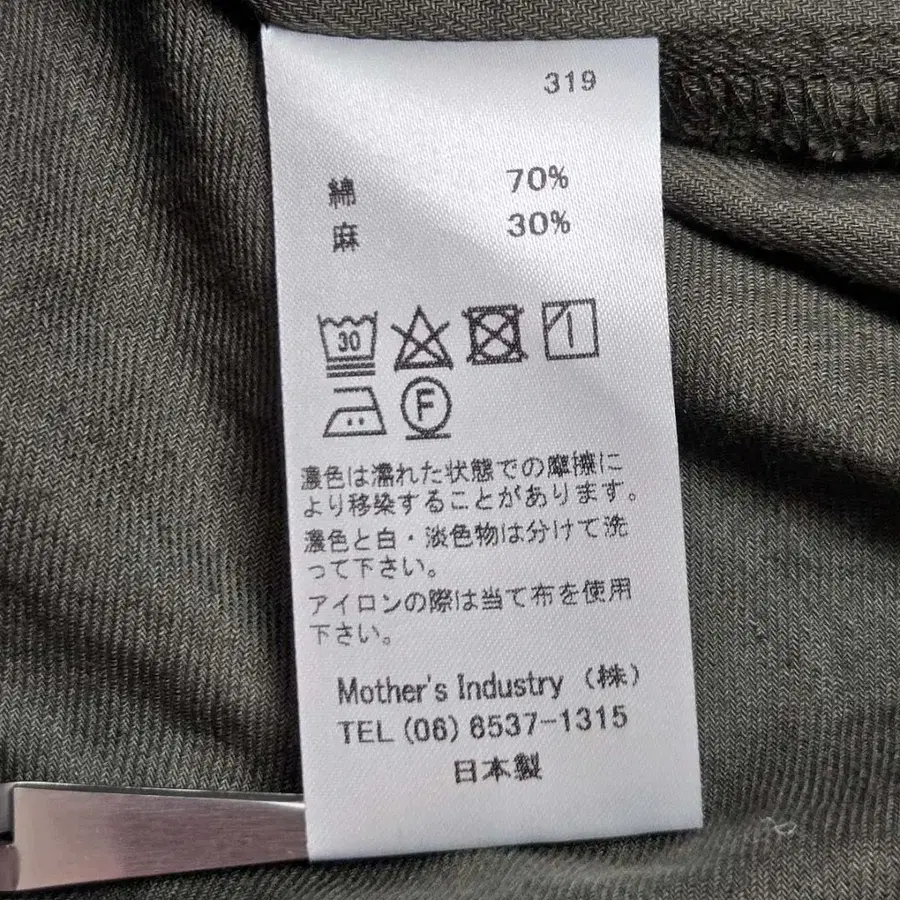 319
綿 70%
麻 30%
30
F
濃色は濡れた状態での摩擦に
より移染することがあります。
濃色と白・淡色物は分けて洗
って下さい。
アイロンの際は当て布を使用
下さい。
Mother's Industry （株）
TEL (06) 6537-1315
日本製